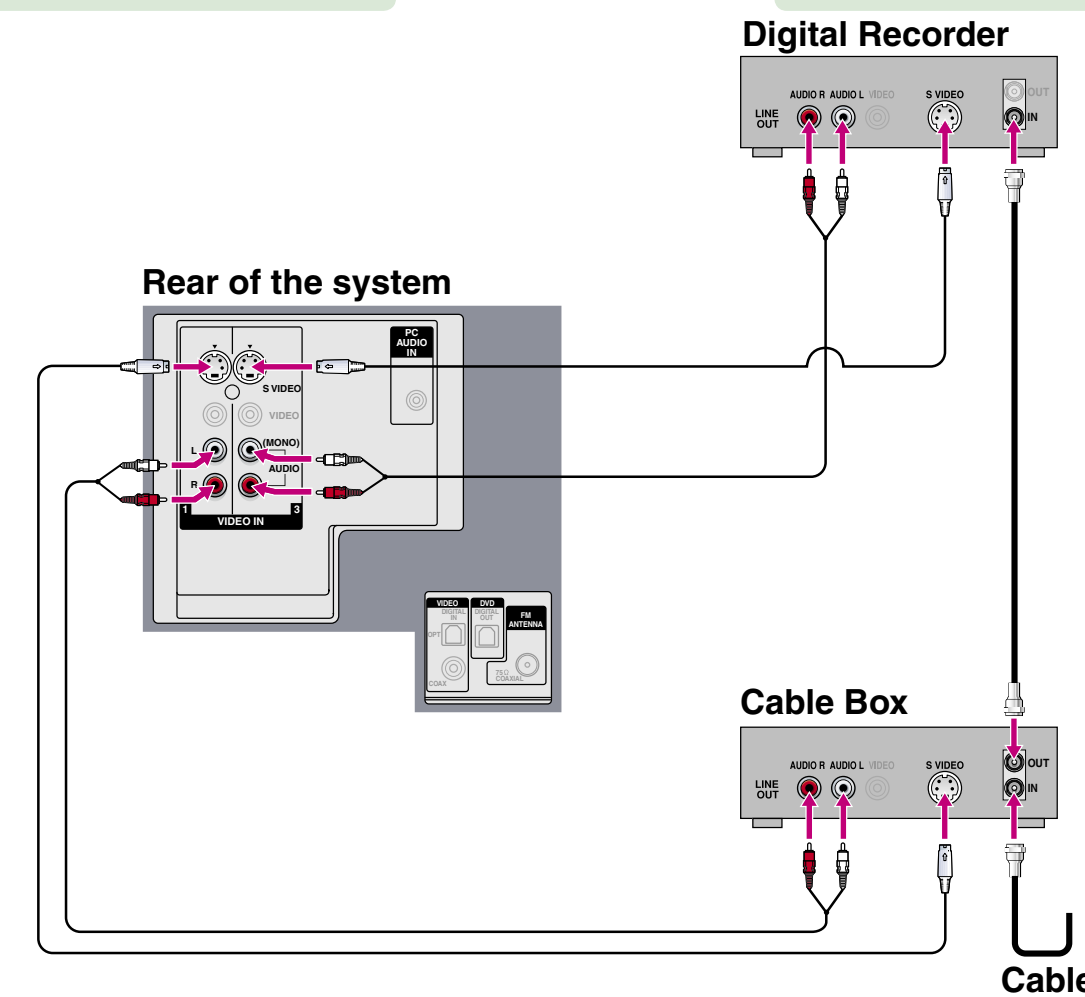 Digital Recorder
AUDIO R AUDIO L VIDEO
S VIDEO
OUT
LINE
OUT
IN
Rear of the system
PC
AUDIO
IN
S VIDEO
VIDEO
L
(MONO)
AUDIO
R
1
3
VIDEO IN
VIDEO
DIGITAL
IN
OPT
COAX
DVD
DIGITAL
OUT
FM
ANTENNA
75Ω
COAXIAL
Cable Box
AUDIO R AUDIO L VIDEO
S VIDEO
OUT
LINE
OUT
IN
Cable